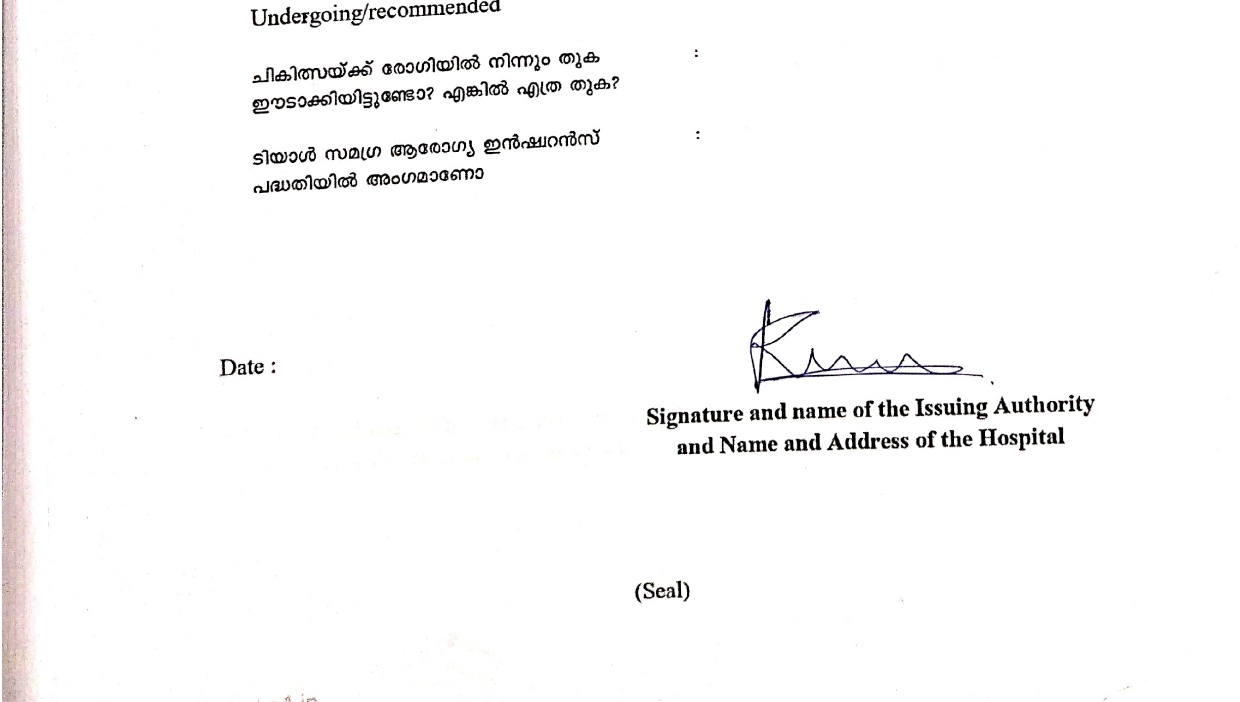 Undergoing/recommended
ചികിത്സയ്ക്ക് രോഗിയിൽ നിന്നും തുക :
ഈടാക്കിയിട്ടുണ്ടോ? എങ്കിൽ എത്ര തുക?
ടിയാൾ സമഗ്ര ആരോഗ്യ ഇൻഷ്വറൻസ് :
പദ്ധതിയിൽ അംഗമാണോ
Date :
Signature and name of the Issuing Authority
and Name and Address of the Hospital
(Seal)